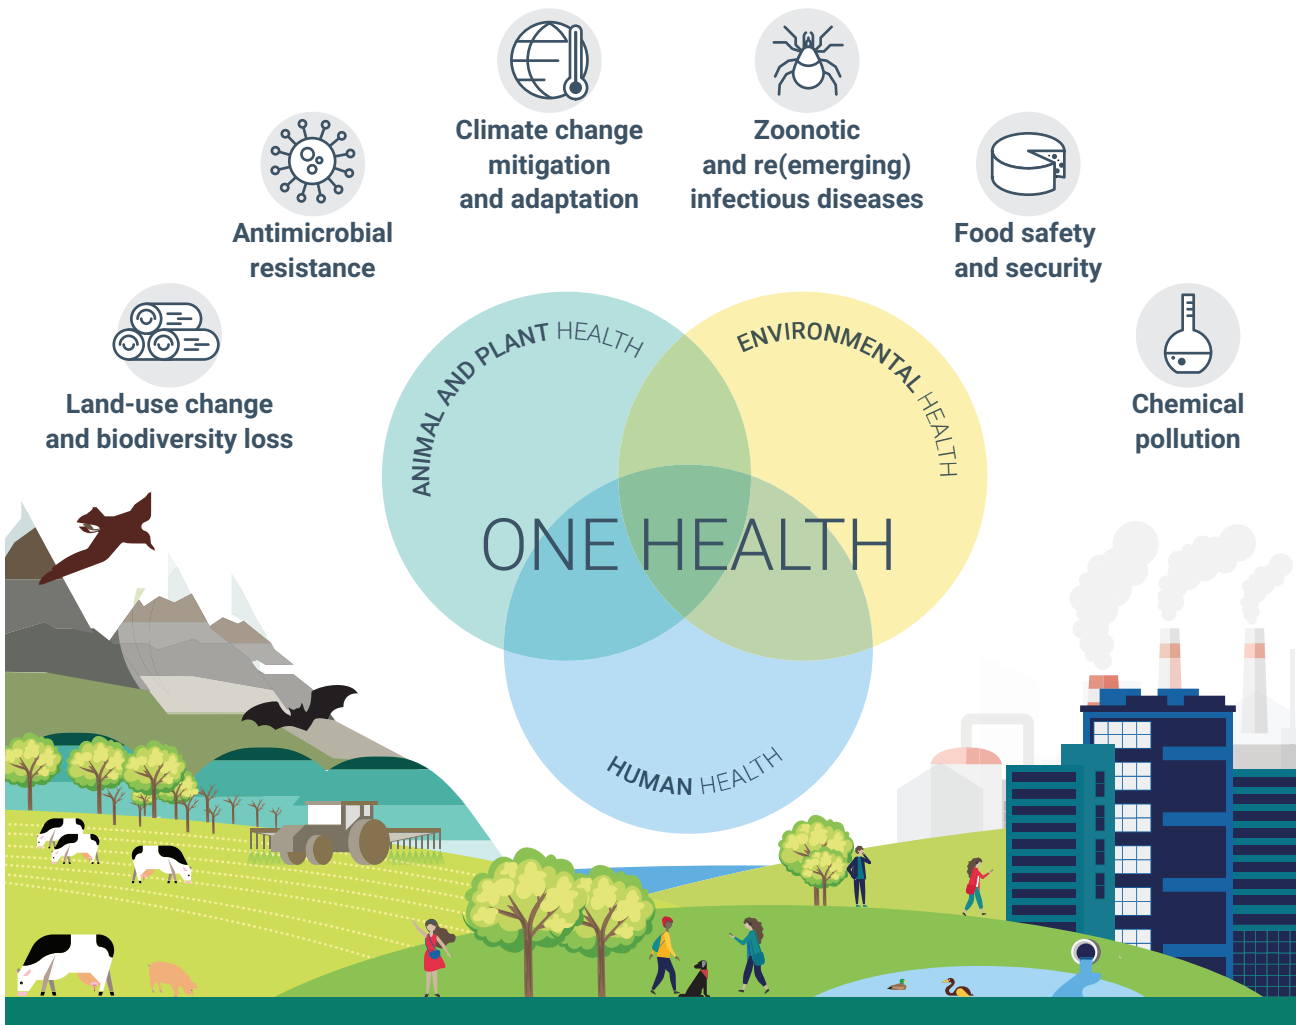 Climate change
mitigation
and adaptation
Zoonotic
and re(emerging)
infectious diseases
Antimicrobial
resistance
Food safety
and security
Land-use change
and biodiversity loss
Chemical
pollution
ANIMAL AND PLANT HEALTH
ENVIRONMENTAL HEALTH
ONE HEALTH
HUMAN HEALTH